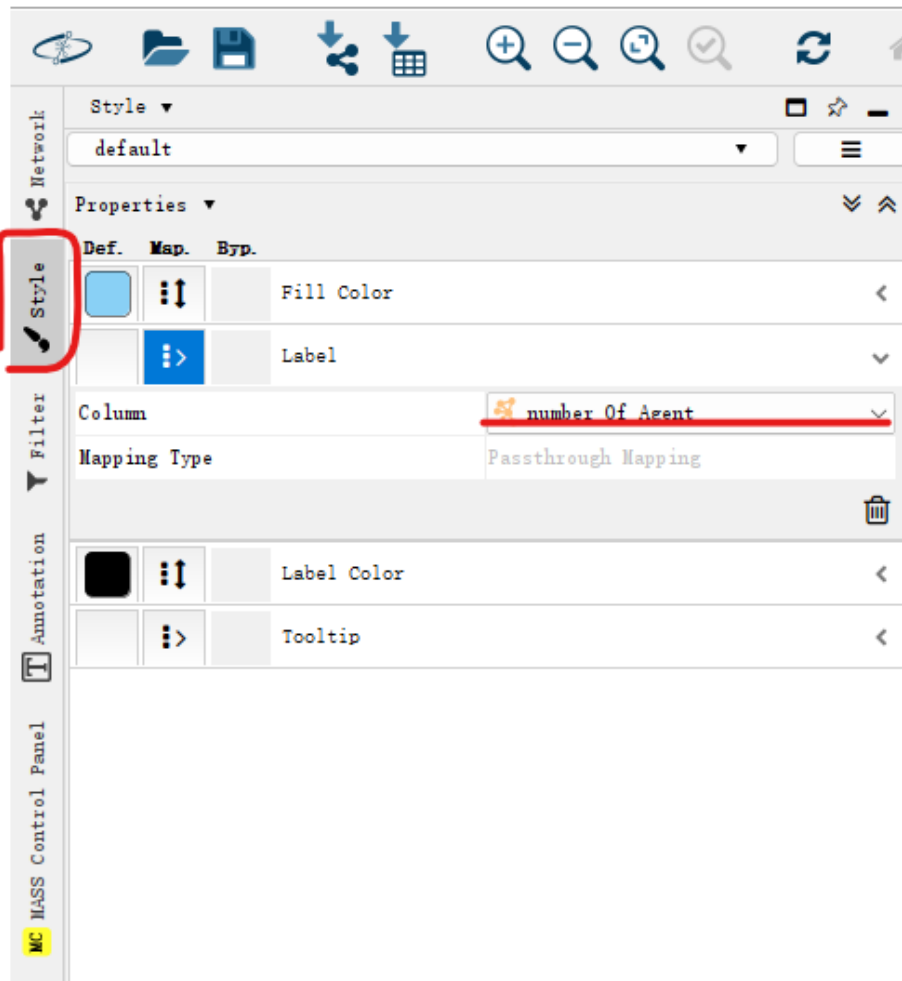 Style ▼
default
Properties ▼
Def. Map. Byp.
Fill Color
Label
Column number Of Agent
Mapping Type Passthrough Mapping
Label Color
Tooltip
Network
Style
Filter
T Annotation
MC MASS Control Panel